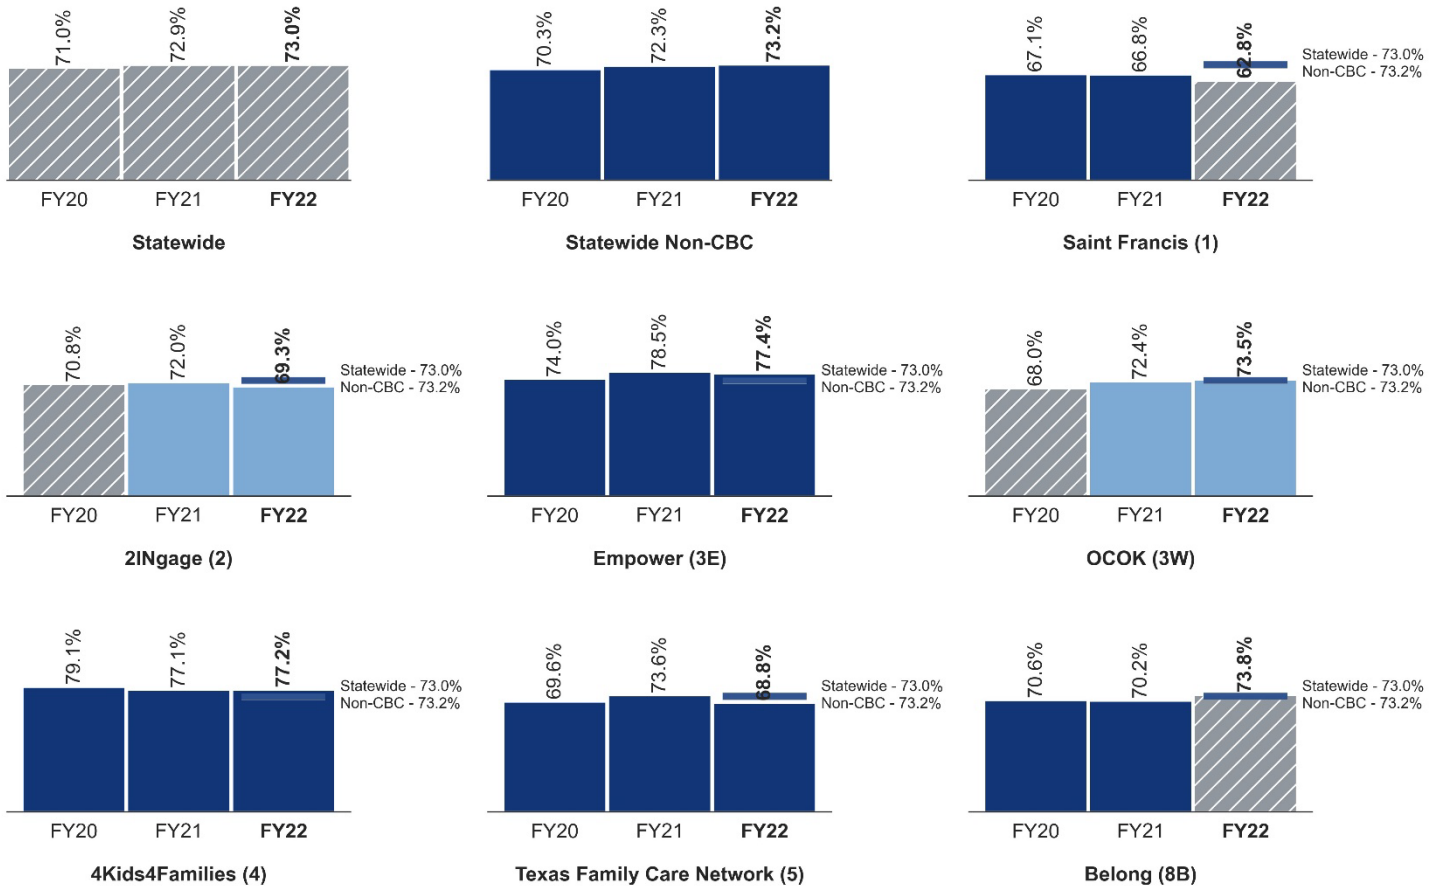 71.0%
72.9%
73.0%
FY20
FY21
FY22
Statewide
70.3%
72.3%
73.2%
FY20
FY21
FY22
Statewide Non-CBC
67.1%
66.8%
62.8%
Statewide - 73.0%
Non-CBC - 73.2%
FY20
FY21
FY22
Saint Francis (1)
70.8%
72.0%
69.3%
Statewide - 73.0%
Non-CBC - 73.2%
FY20
FY21
FY22
2INgage (2)
74.0%
78.5%
77.4%
Statewide - 73.0%
Non-CBC - 73.2%
FY20
FY21
FY22
Empower (3E)
68.0%
72.4%
73.5%
Statewide - 73.0%
Non-CBC - 73.2%
FY20
FY21
FY22
OCOK (3W)
79.1%
77.1%
77.2%
Statewide - 73.0%
Non-CBC - 73.2%
FY20
FY21
FY22
4Kids4Families (4)
69.6%
73.6%
68.8%
Statewide - 73.0%
Non-CBC - 73.2%
FY20
FY21
FY22
Texas Family Care Network (5)
70.6%
70.2%
73.8%
Statewide - 73.0%
Non-CBC - 73.2%
FY20
FY21
FY22
Belong (8B)